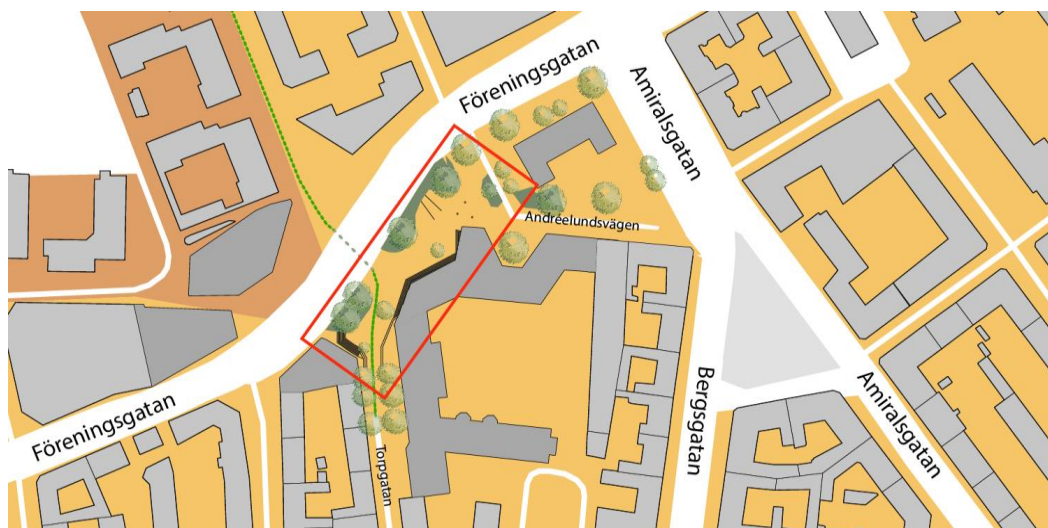 Föreningsgatan
Amiralsgatan
Andréelundsvägen
Föreningsgatan
Torpgatan
Bergsgatan
Amiralsgatan